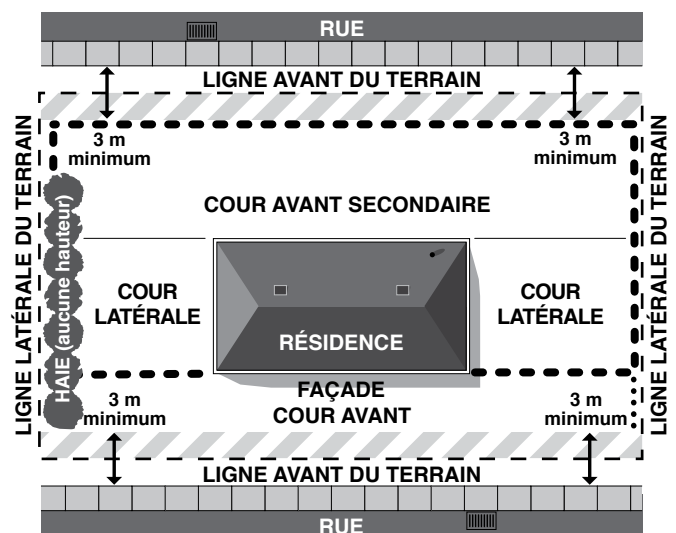 RUE
LIGNE AVANT DU TERRAIN
3 m
minimum
3 m
minimum
LIGNE LATÉRALE DU TERRAIN
HAIE (aucune hauteur)
COUR AVANT SECONDAIRE
LIGNE LATÉRALE DU TERRAIN
COUR
LATÉRALE
RÉSIDENCE
COUR
LATÉRALE
FAÇADE
COUR AVANT
3 m
minimum
3 m
minimum
LIGNE AVANT DU TERRAIN
RUE